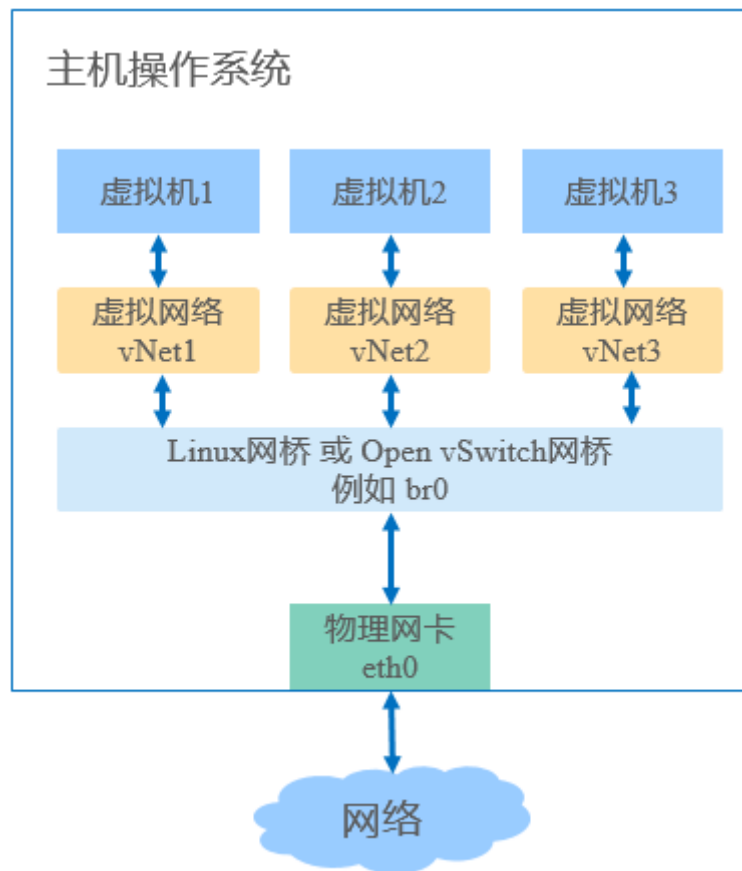 主机操作系统
虚拟机1
虚拟机2
虚拟机3
虚拟网络
vNet1
虚拟网络
vNet2
虚拟网络
vNet3
Linux网桥 或 Open vSwitch网桥
例如 br0
物理网卡
eth0
网络